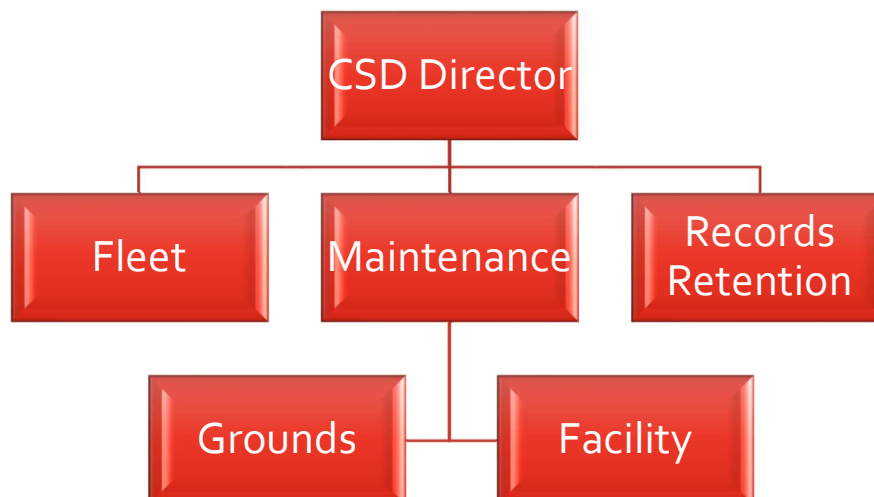 CSD Director
Fleet
Maintenance
Records
Retention
Grounds
Facility